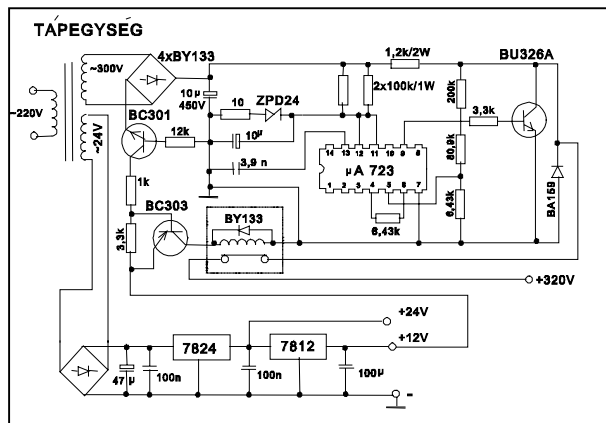 TÁPEGYSÉG
4xBY133
1,2k/2W
BU326A
~300V
10µ
450V
10
ZPD24
2x100k/1W
200k
3,3k
~220V
~24V
BC301
12k
10µ
3,9 n
14 13 12 11 10 9 8
µA 723
1 2 3 4 5 6 7
80,9k
6,43k
6,43k
BA159
1k
BC303
3,3k
BY133
+320V
+24V
+12V
7824
7812
47 µ
100n
100n
100µ
-